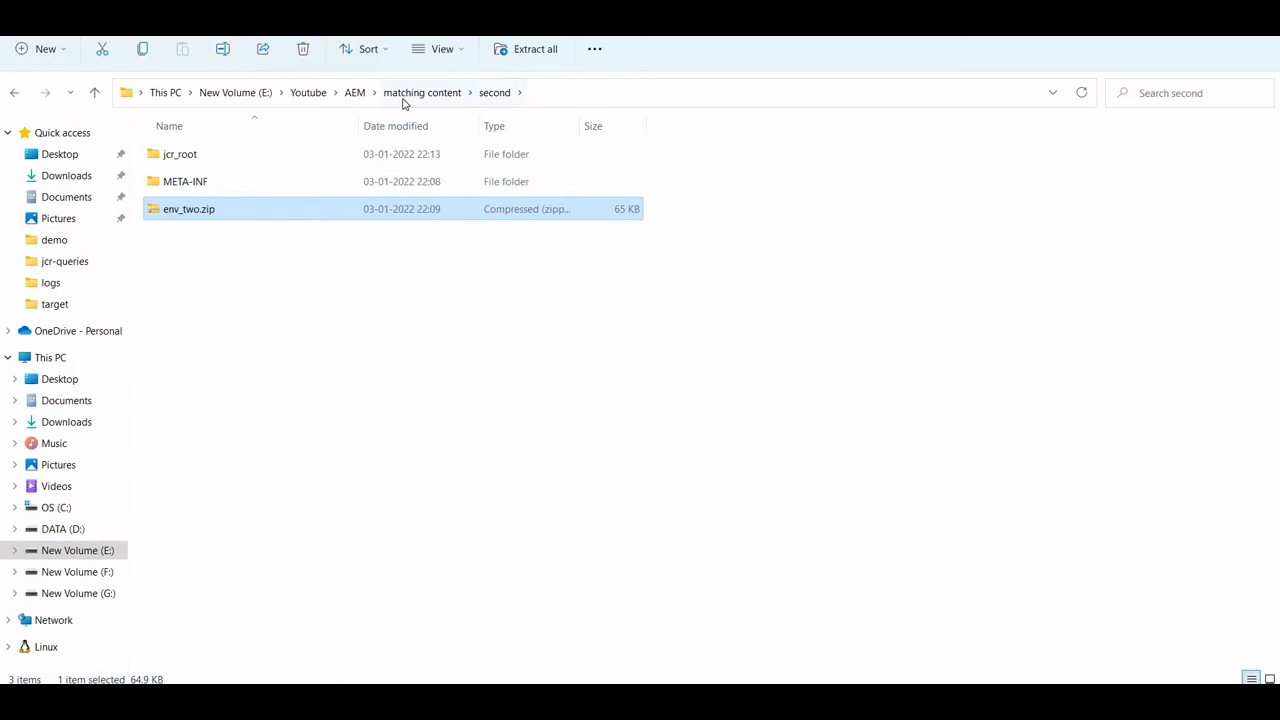 New
Sort
View
Extract all
This PC > New Volume (E:) > Youtube > AEM > matching content > second >
Search second
Name Date modified Type Size
jcr_root 03-01-2022 22:13 File folder
META-INF 03-01-2022 22:08 File folder
env_two.zip 03-01-2022 22:09 Compressed (zipp... 65 KB
Quick access
Desktop
Downloads
Documents
Pictures
demo
jcr-queries
logs
target
OneDrive - Personal
This PC
Desktop
Documents
Downloads
Music
Pictures
Videos
OS (C:)
DATA (D:)
New Volume (E:)
New Volume (F:)
New Volume (G:)
Network
Linux
3 items 1 item selected 64.9 KB